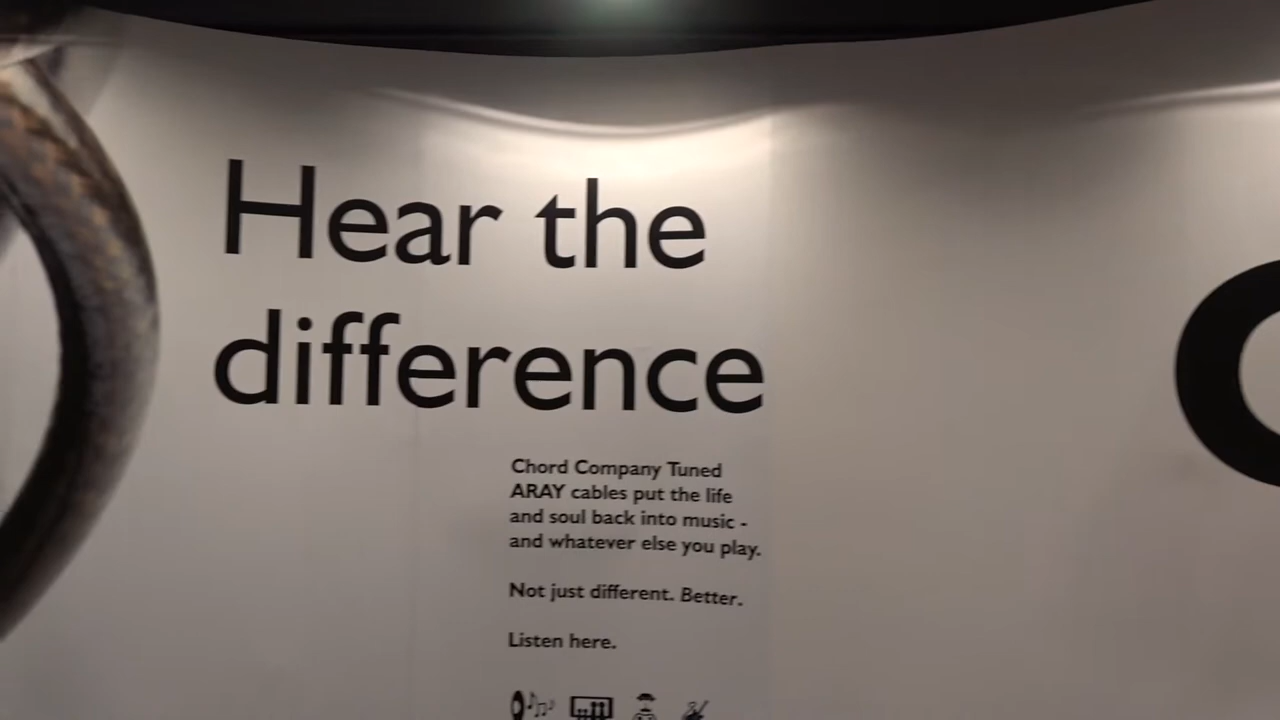 Hear the
difference
Chord Company Tuned
ARAY cables put the life
and soul back into music -
and whatever else you play.
Not just different. Better.
Listen here.